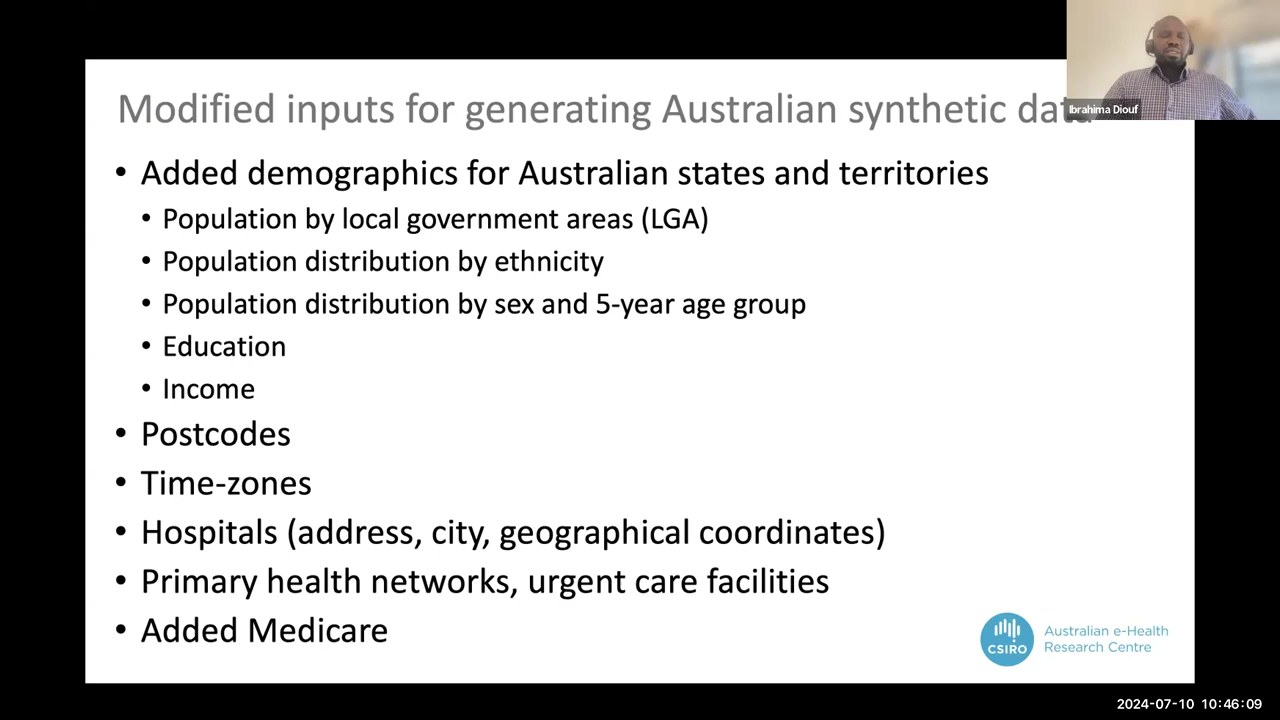 Modified inputs for generating Australian synthetic data
Ibrahima Diouf
• Added demographics for Australian states and territories
• Population by local government areas (LGA)
• Population distribution by ethnicity
• Population distribution by sex and 5-year age group
• Education
• Income
• Postcodes
• Time-zones
• Hospitals (address, city, geographical coordinates)
• Primary health networks, urgent care facilities
• Added Medicare
CSIRO
Australian e-Health
Research Centre
2024-07-10 10:46:09